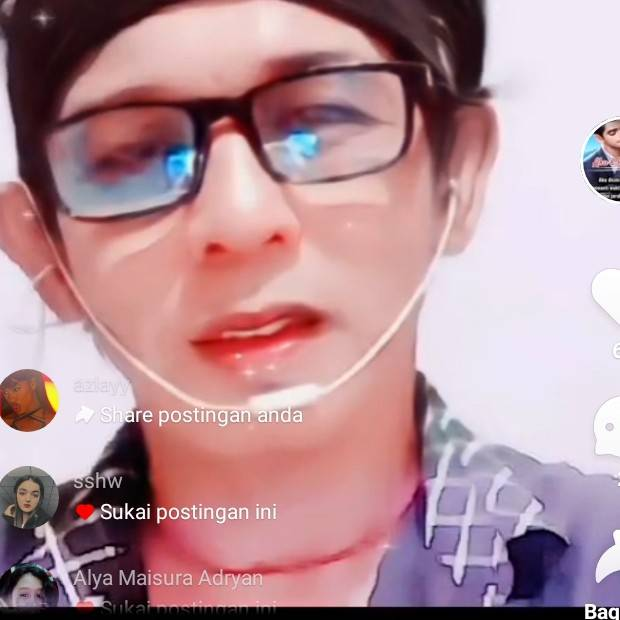 azlayy
Share postingan anda
sshw
Sukai postingan ini
Alya Maisura Adryan
Sukai postingan ini
Bag